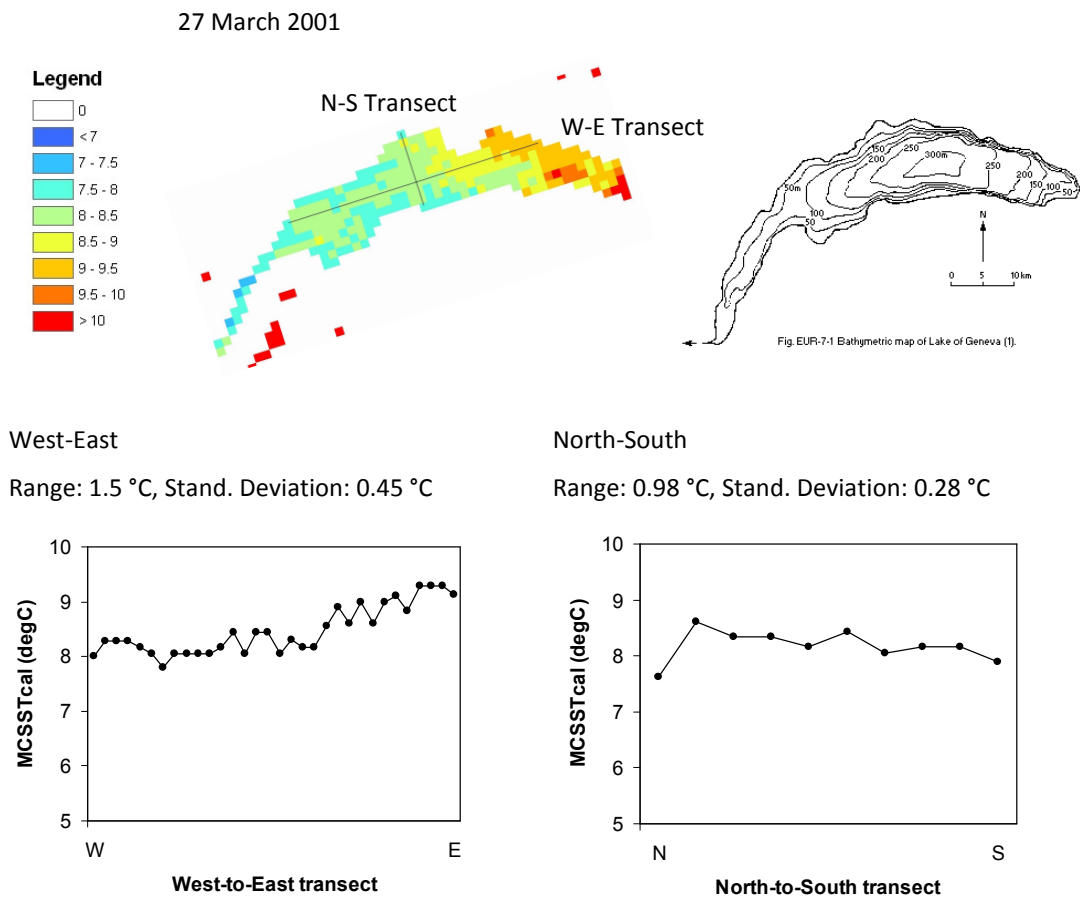 27 March 2001
Legend
0
<7
7 - 7.5
7.5 - 8
8 - 8.5
8.5 - 9
9 - 9.5
9.5 - 10
> 10
N-S Transect
W-E Transect
150
200
250
300m
250
200
150
100
50
50m
100
50
N
0 5 10 km
Fig. EUR-7-1 Bathymetric map of Lake of Geneva (1).
West-East
Range: 1.5 °C, Stand. Deviation: 0.45 °C
10
9
8
7
6
5
MCSSTcal (degC)
W E
West-to-East transect
North-South
Range: 0.98 °C, Stand. Deviation: 0.28 °C
10
9
8
7
6
5
MCSSTcal (degC)
N S
North-to-South transect